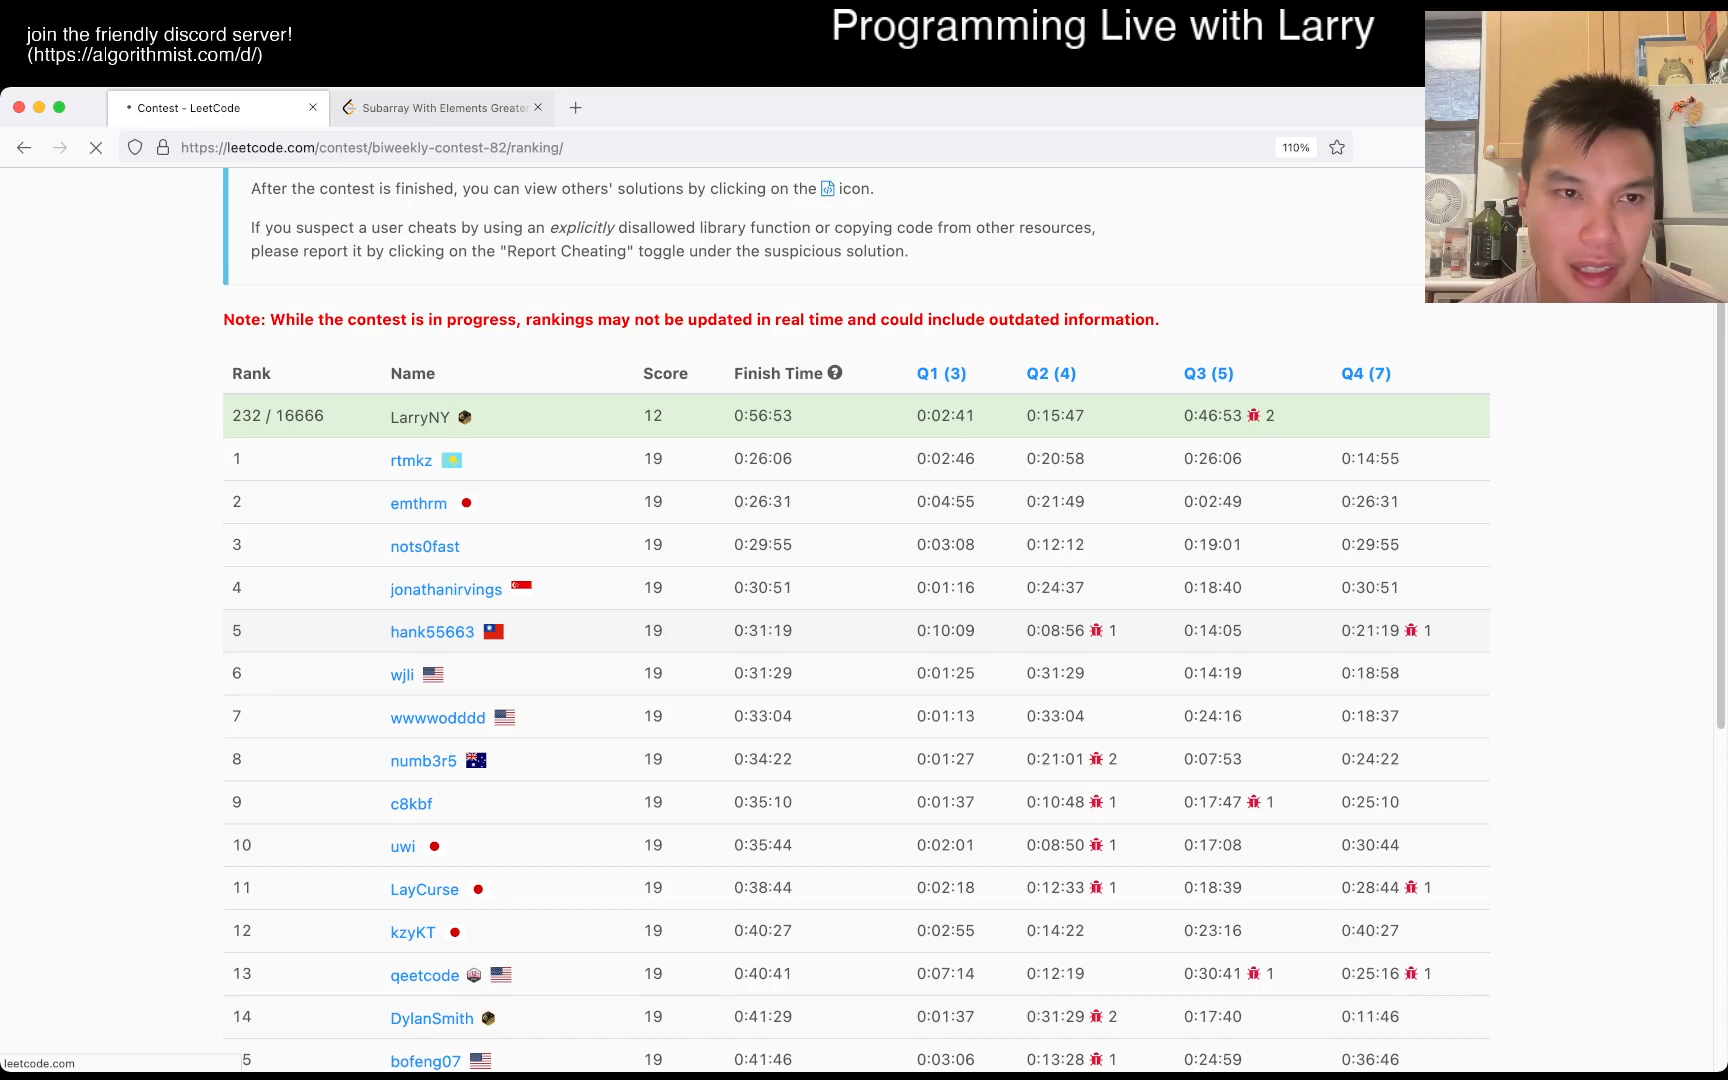 join the friendly discord server!
(https://algorithmist.com/d/)
Programming Live with Larry
Contest - LeetCode
Subarray With Elements Greater
https://leetcode.com/contest/biweekly-contest-82/ranking/
110%
After the contest is finished, you can view others' solutions by clicking on the icon.
If you suspect a user cheats by using an explicitly disallowed library function or copying code from other resources,
please report it by clicking on the "Report Cheating" toggle under the suspicious solution.
Note: While the contest is in progress, rankings may not be updated in real time and could include outdated information.
Rank Name Score Finish Time Q1 (3) Q2 (4) Q3 (5) Q4 (7)
232 / 16666 LarryNY 12 0:56:53 0:02:41 0:15:47 0:46:53 2
1 rtmkz 19 0:26:06 0:02:46 0:20:58 0:26:06 0:14:55
2 emthrm 19 0:26:31 0:04:55 0:21:49 0:02:49 0:26:31
3 nots0fast 19 0:29:55 0:03:08 0:12:12 0:19:01 0:29:55
4 jonathanirvings 19 0:30:51 0:01:16 0:24:37 0:18:40 0:30:51
5 hank55663 19 0:31:19 0:10:09 0:08:56 1 0:14:05 0:21:19 1
6 wjli 19 0:31:29 0:01:25 0:31:29 0:14:19 0:18:58
7 wwwwodddd 19 0:33:04 0:01:13 0:33:04 0:24:16 0:18:37
8 numb3r5 19 0:34:22 0:01:27 0:21:01 2 0:07:53 0:24:22
9 c8kbf 19 0:35:10 0:01:37 0:10:48 1 0:17:47 1 0:25:10
10 uwi 19 0:35:44 0:02:01 0:08:50 1 0:17:08 0:30:44
11 LayCurse 19 0:38:44 0:02:18 0:12:33 1 0:18:39 0:28:44 1
12 kzyKT 19 0:40:27 0:02:55 0:14:22 0:23:16 0:40:27
13 qeetcode 19 0:40:41 0:07:14 0:12:19 0:30:41 1 0:25:16 1
14 DylanSmith 19 0:41:29 0:01:37 0:31:29 2 0:17:40 0:11:46
5 bofeng07 19 0:41:46 0:03:06 0:13:28 1 0:24:59 0:36:46
leetcode.com